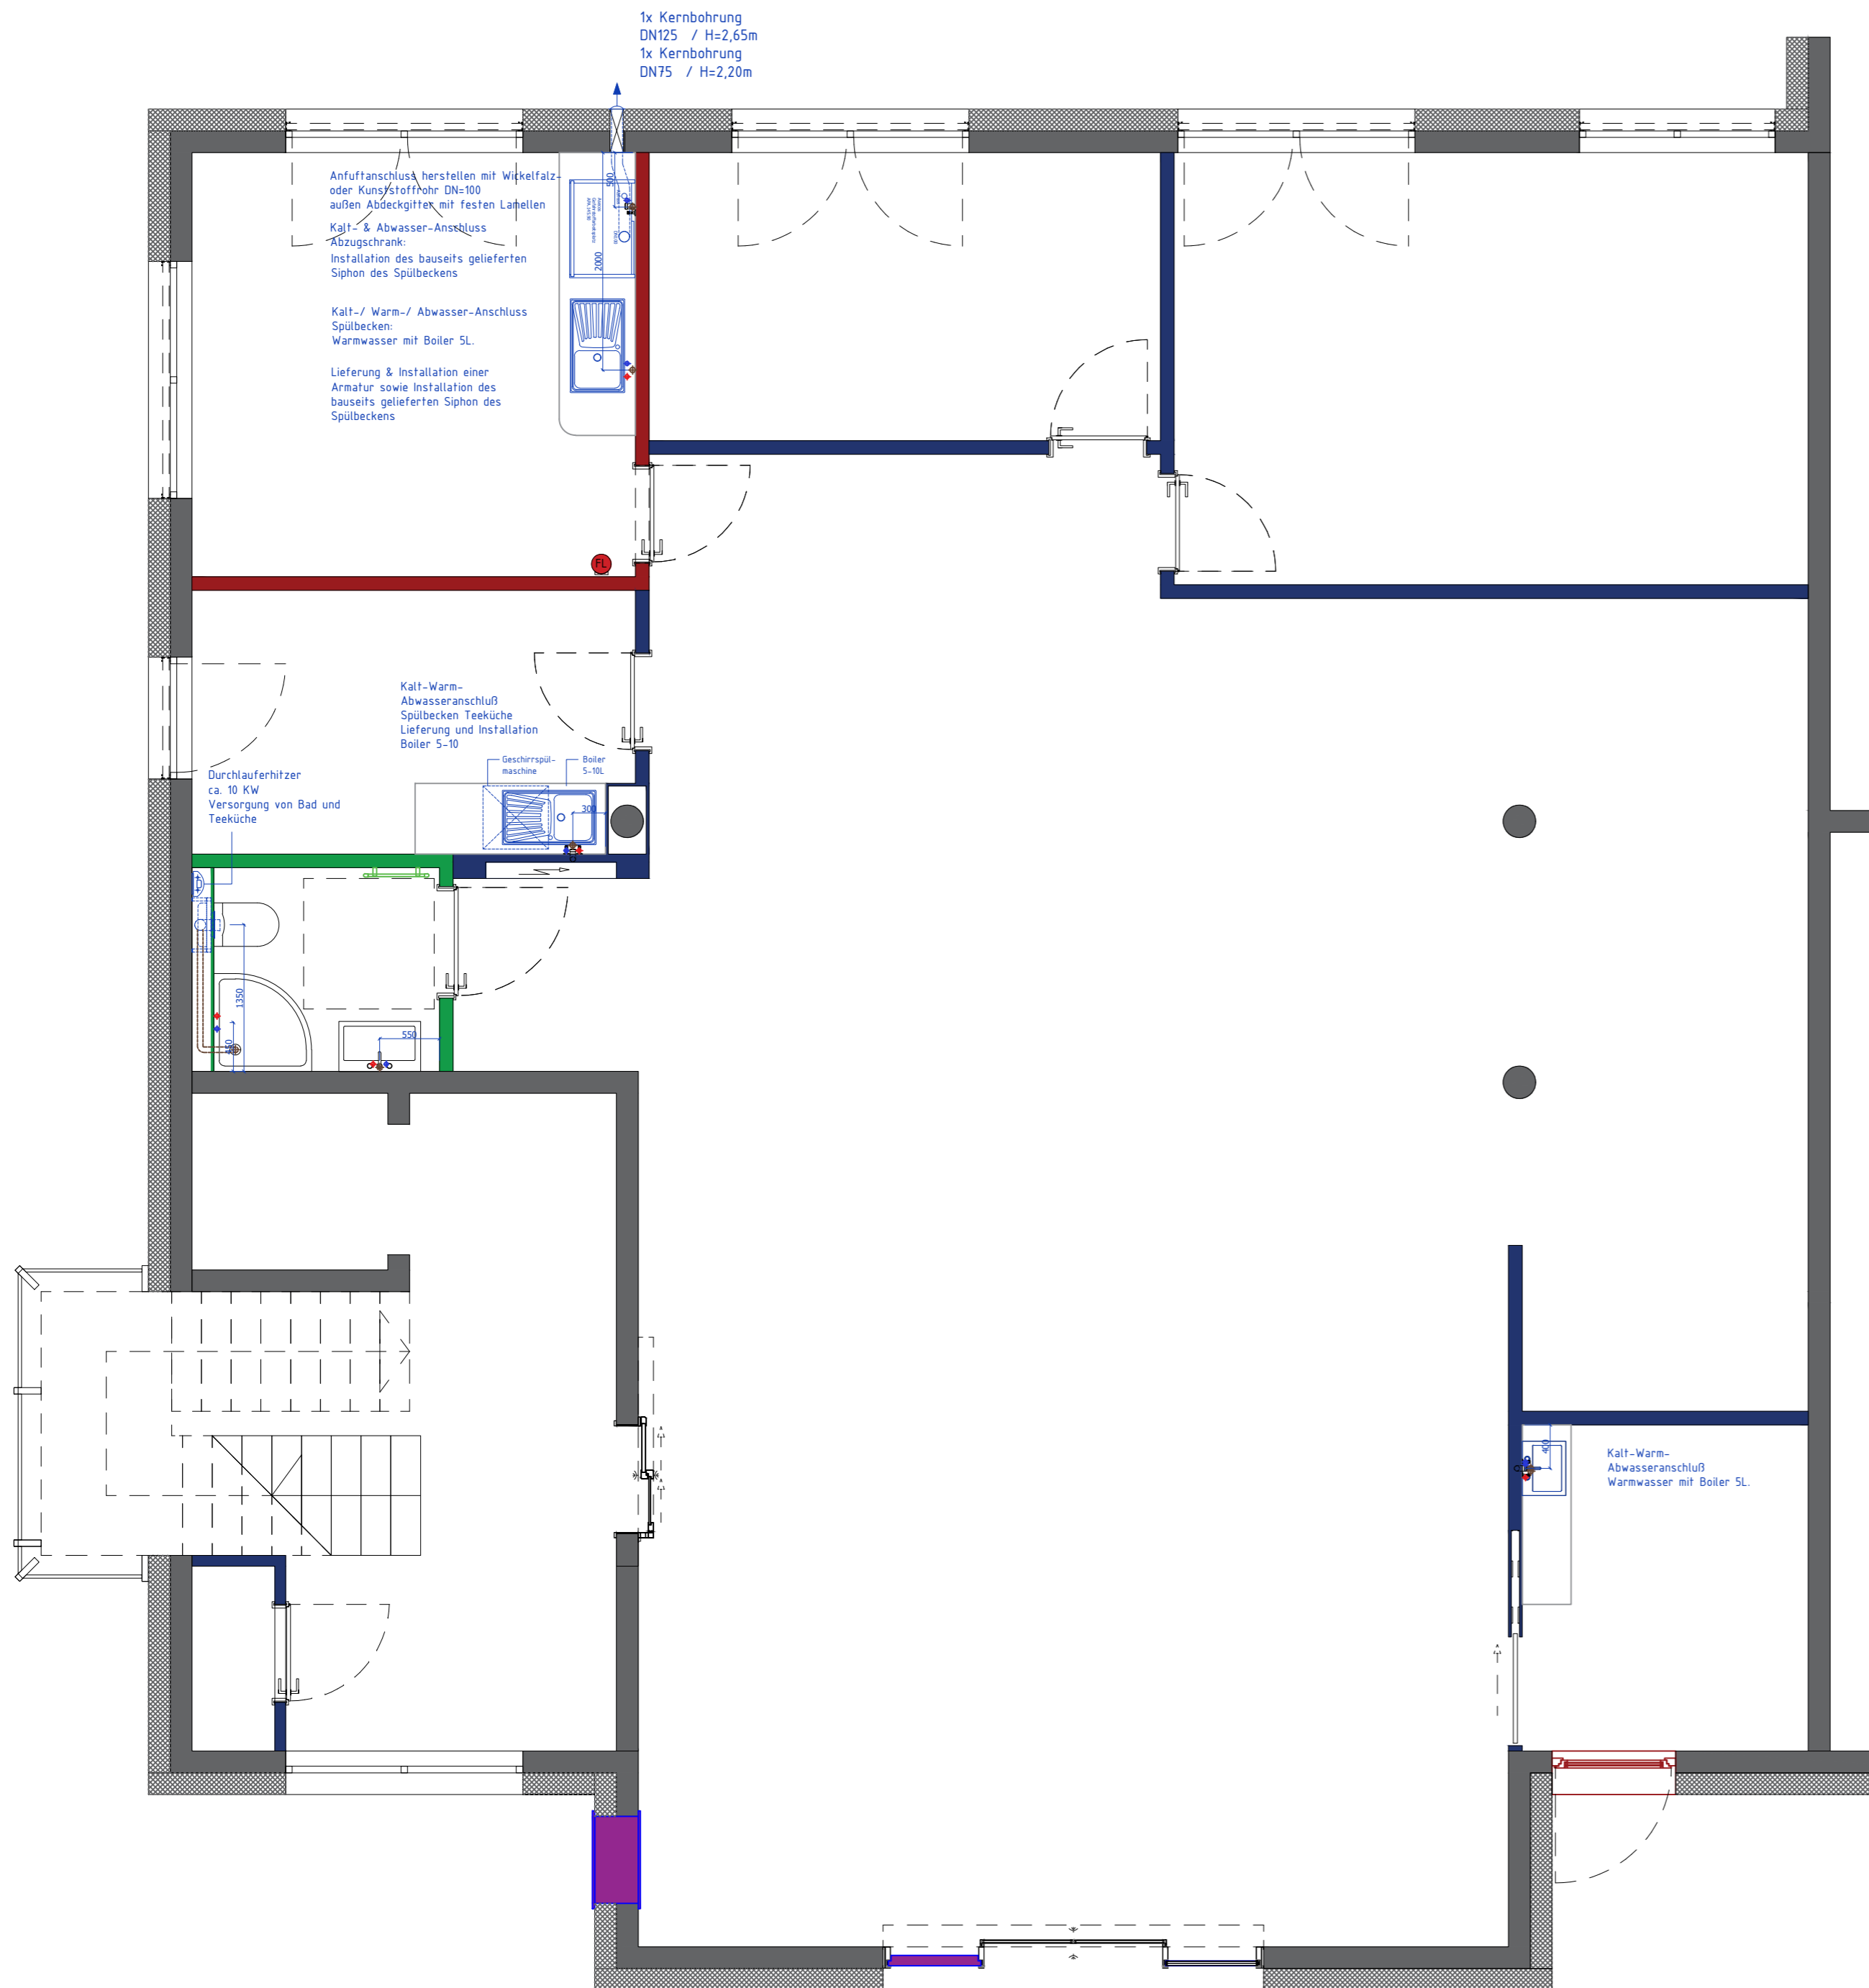 1x Kernbohrung
DN125 / H=2,65m
1x Kernbohrung
DN75 / H=2,20m
Anfuftanschluss herstellen mit Wickelfalz-
oder Kunststoffrohr DN=100
außen Abdeckgitter mit festen Lamellen
Kalt- & Abwasser-Anschluss
Abzugschrank:
Installation des bauseits gelieferten
Siphon des Spülbeckens
Kalt-/ Warm-/ Abwasser-Anschluss
Spülbecken:
Warmwasser mit Boiler 5L.
Lieferung & Installation einer
Armatur sowie Installation des
bauseits gelieferten Siphon des
Spülbeckens
500
2000
FL
Kalt-Warm-
Abwasseranschluß
Spülbecken Teeküche
Lieferung und Installation
Boiler 5-10
Geschirrspül-
maschine
Boiler
5-10L
300
Durchlauferhitzer
ca. 10 KW
Versorgung von Bad und
Teeküche
1350
450
550
400
Kalt-Warm-
Abwasseranschluß
Warmwasser mit Boiler 5L.